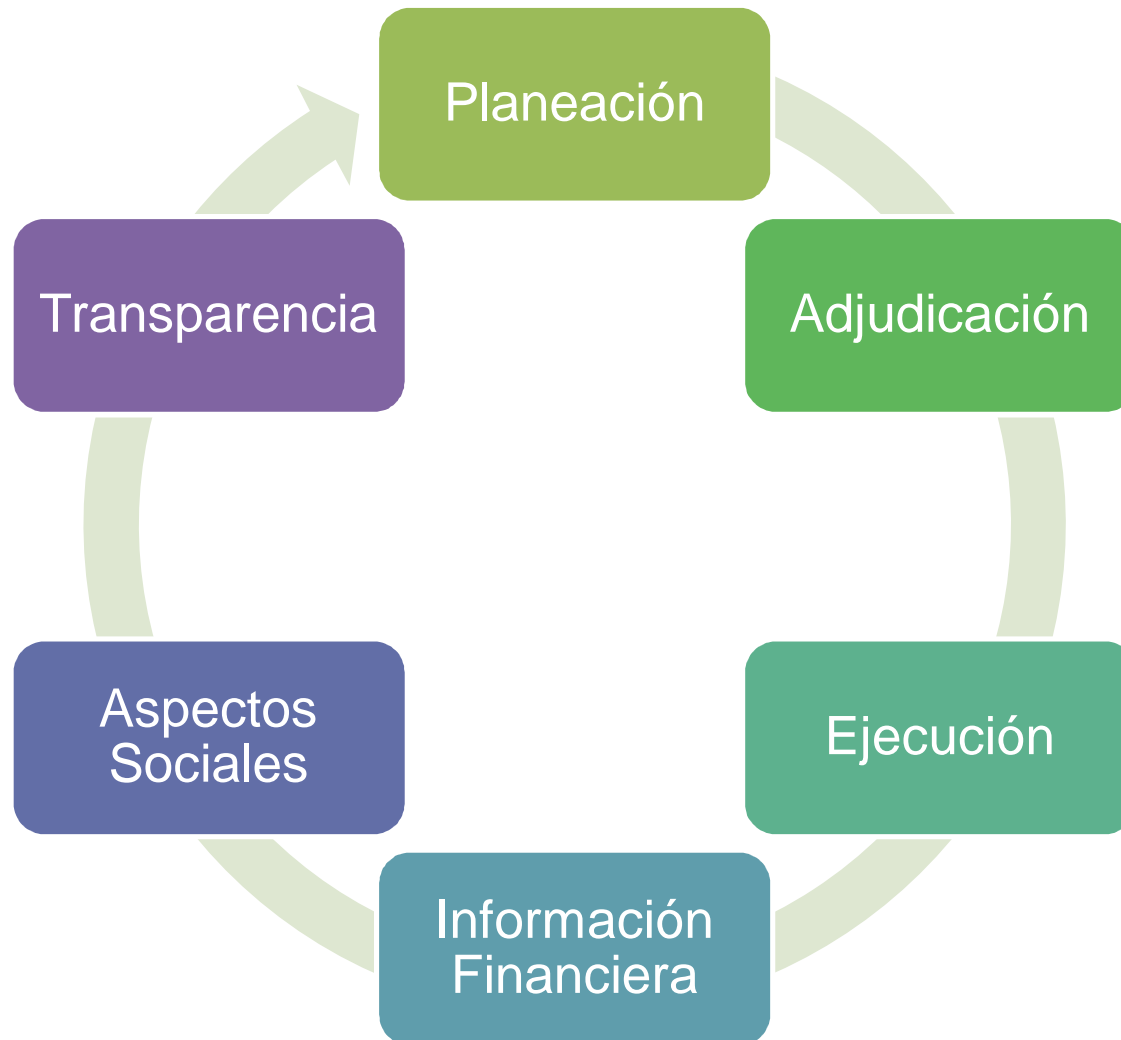 Planeación
Adjudicación
Ejecución
Información
Financiera
Aspectos
Sociales
Transparencia